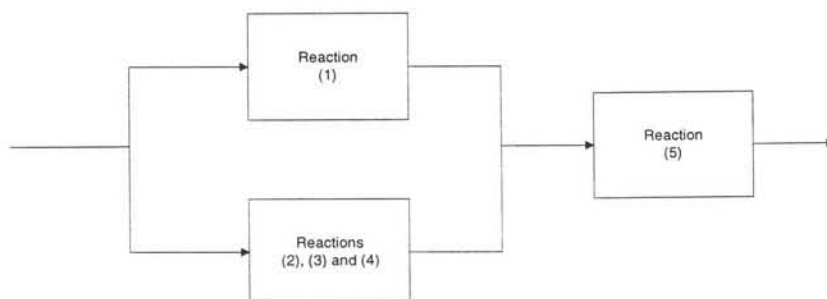 Reaction
(1)
Reaction
(5)
Reactions
(2), (3) and (4)